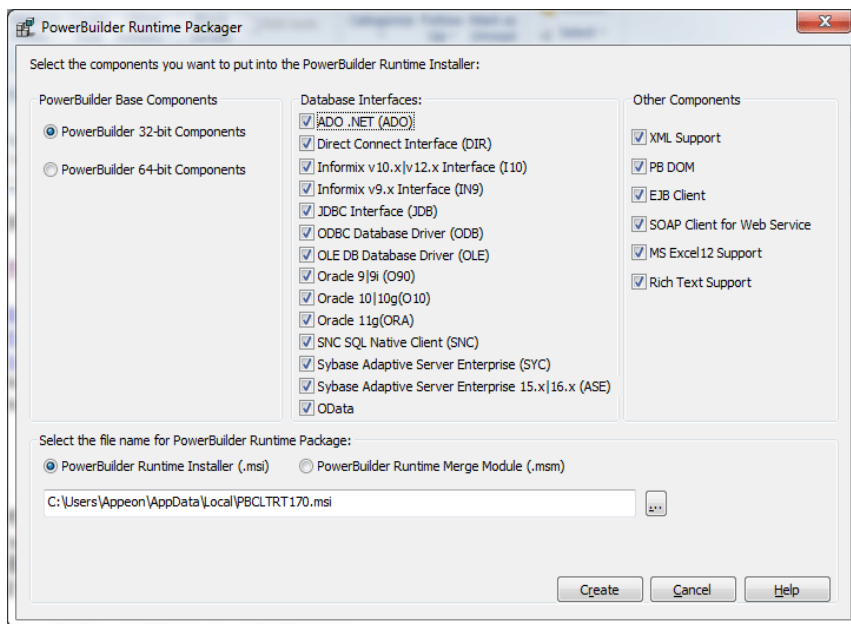 PowerBuilder Runtime Packager
Select the components you want to put into the PowerBuilder Runtime Installer:
PowerBuilder Base Components
PowerBuilder 32-bit Components
PowerBuilder 64-bit Components
Database Interfaces:
ADO .NET (ADO)
Direct Connect Interface (DIR)
Informix v10.x|v12.x Interface (I10)
Informix v9.x Interface (IN9)
JDBC Interface (JDB)
ODBC Database Driver (ODB)
OLE DB Database Driver (OLE)
Oracle 9|9i (O90)
Oracle 10|10g(O10)
Oracle 11g(ORA)
SNC SQL Native Client (SNC)
Sybase Adaptive Server Enterprise (SYC)
Sybase Adaptive Server Enterprise 15.x|16.x (ASE)
OData
Other Components
XML Support
PB DOM
EJB Client
SOAP Client for Web Service
MS Excel12 Support
Rich Text Support
Select the file name for PowerBuilder Runtime Package:
PowerBuilder Runtime Installer (.msi)
PowerBuilder Runtime Merge Module (.msm)
C:\Users\Appeon\AppData\Local\PBCLTRT170.msi
...
Create
Cancel
Help